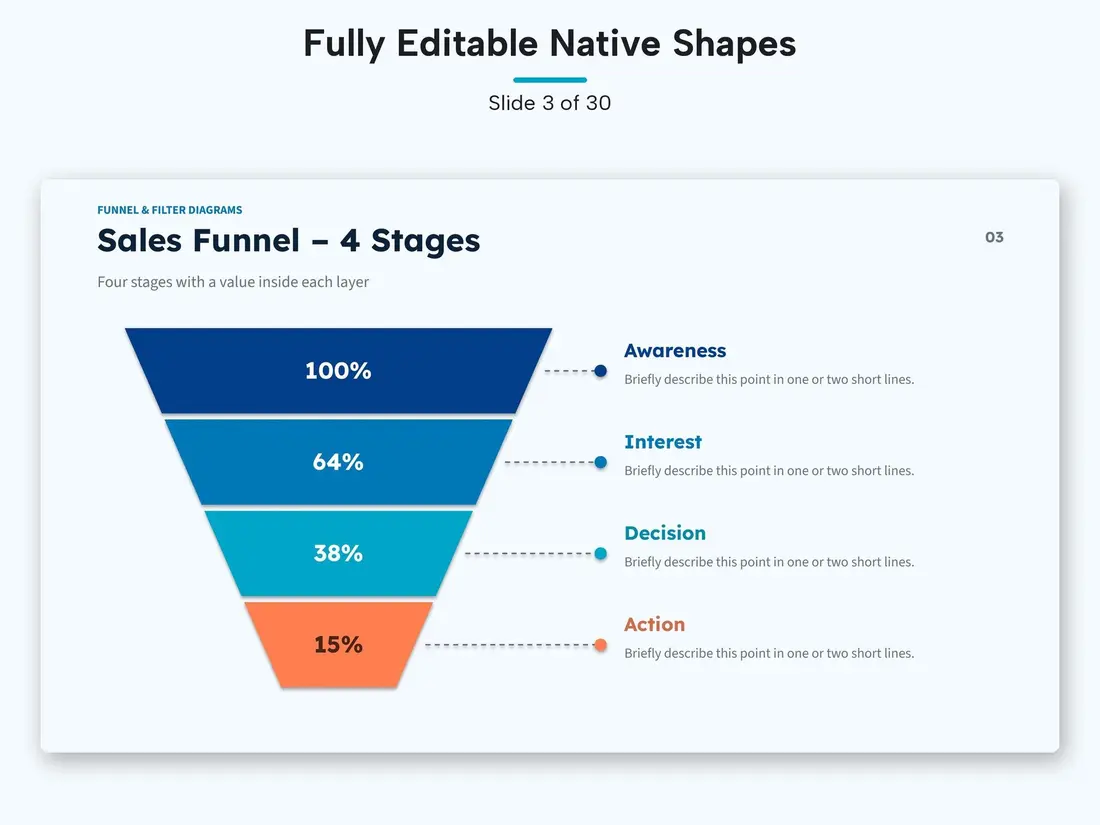 Fully Editable Native Shapes
Slide 3 of 30
FUNNEL & FILTER DIAGRAMS
Sales Funnel – 4 Stages
03
Four stages with a value inside each layer
100%
Awareness
Briefly describe this point in one or two short lines.
64%
Interest
Briefly describe this point in one or two short lines.
38%
Decision
Briefly describe this point in one or two short lines.
15%
Action
Briefly describe this point in one or two short lines.